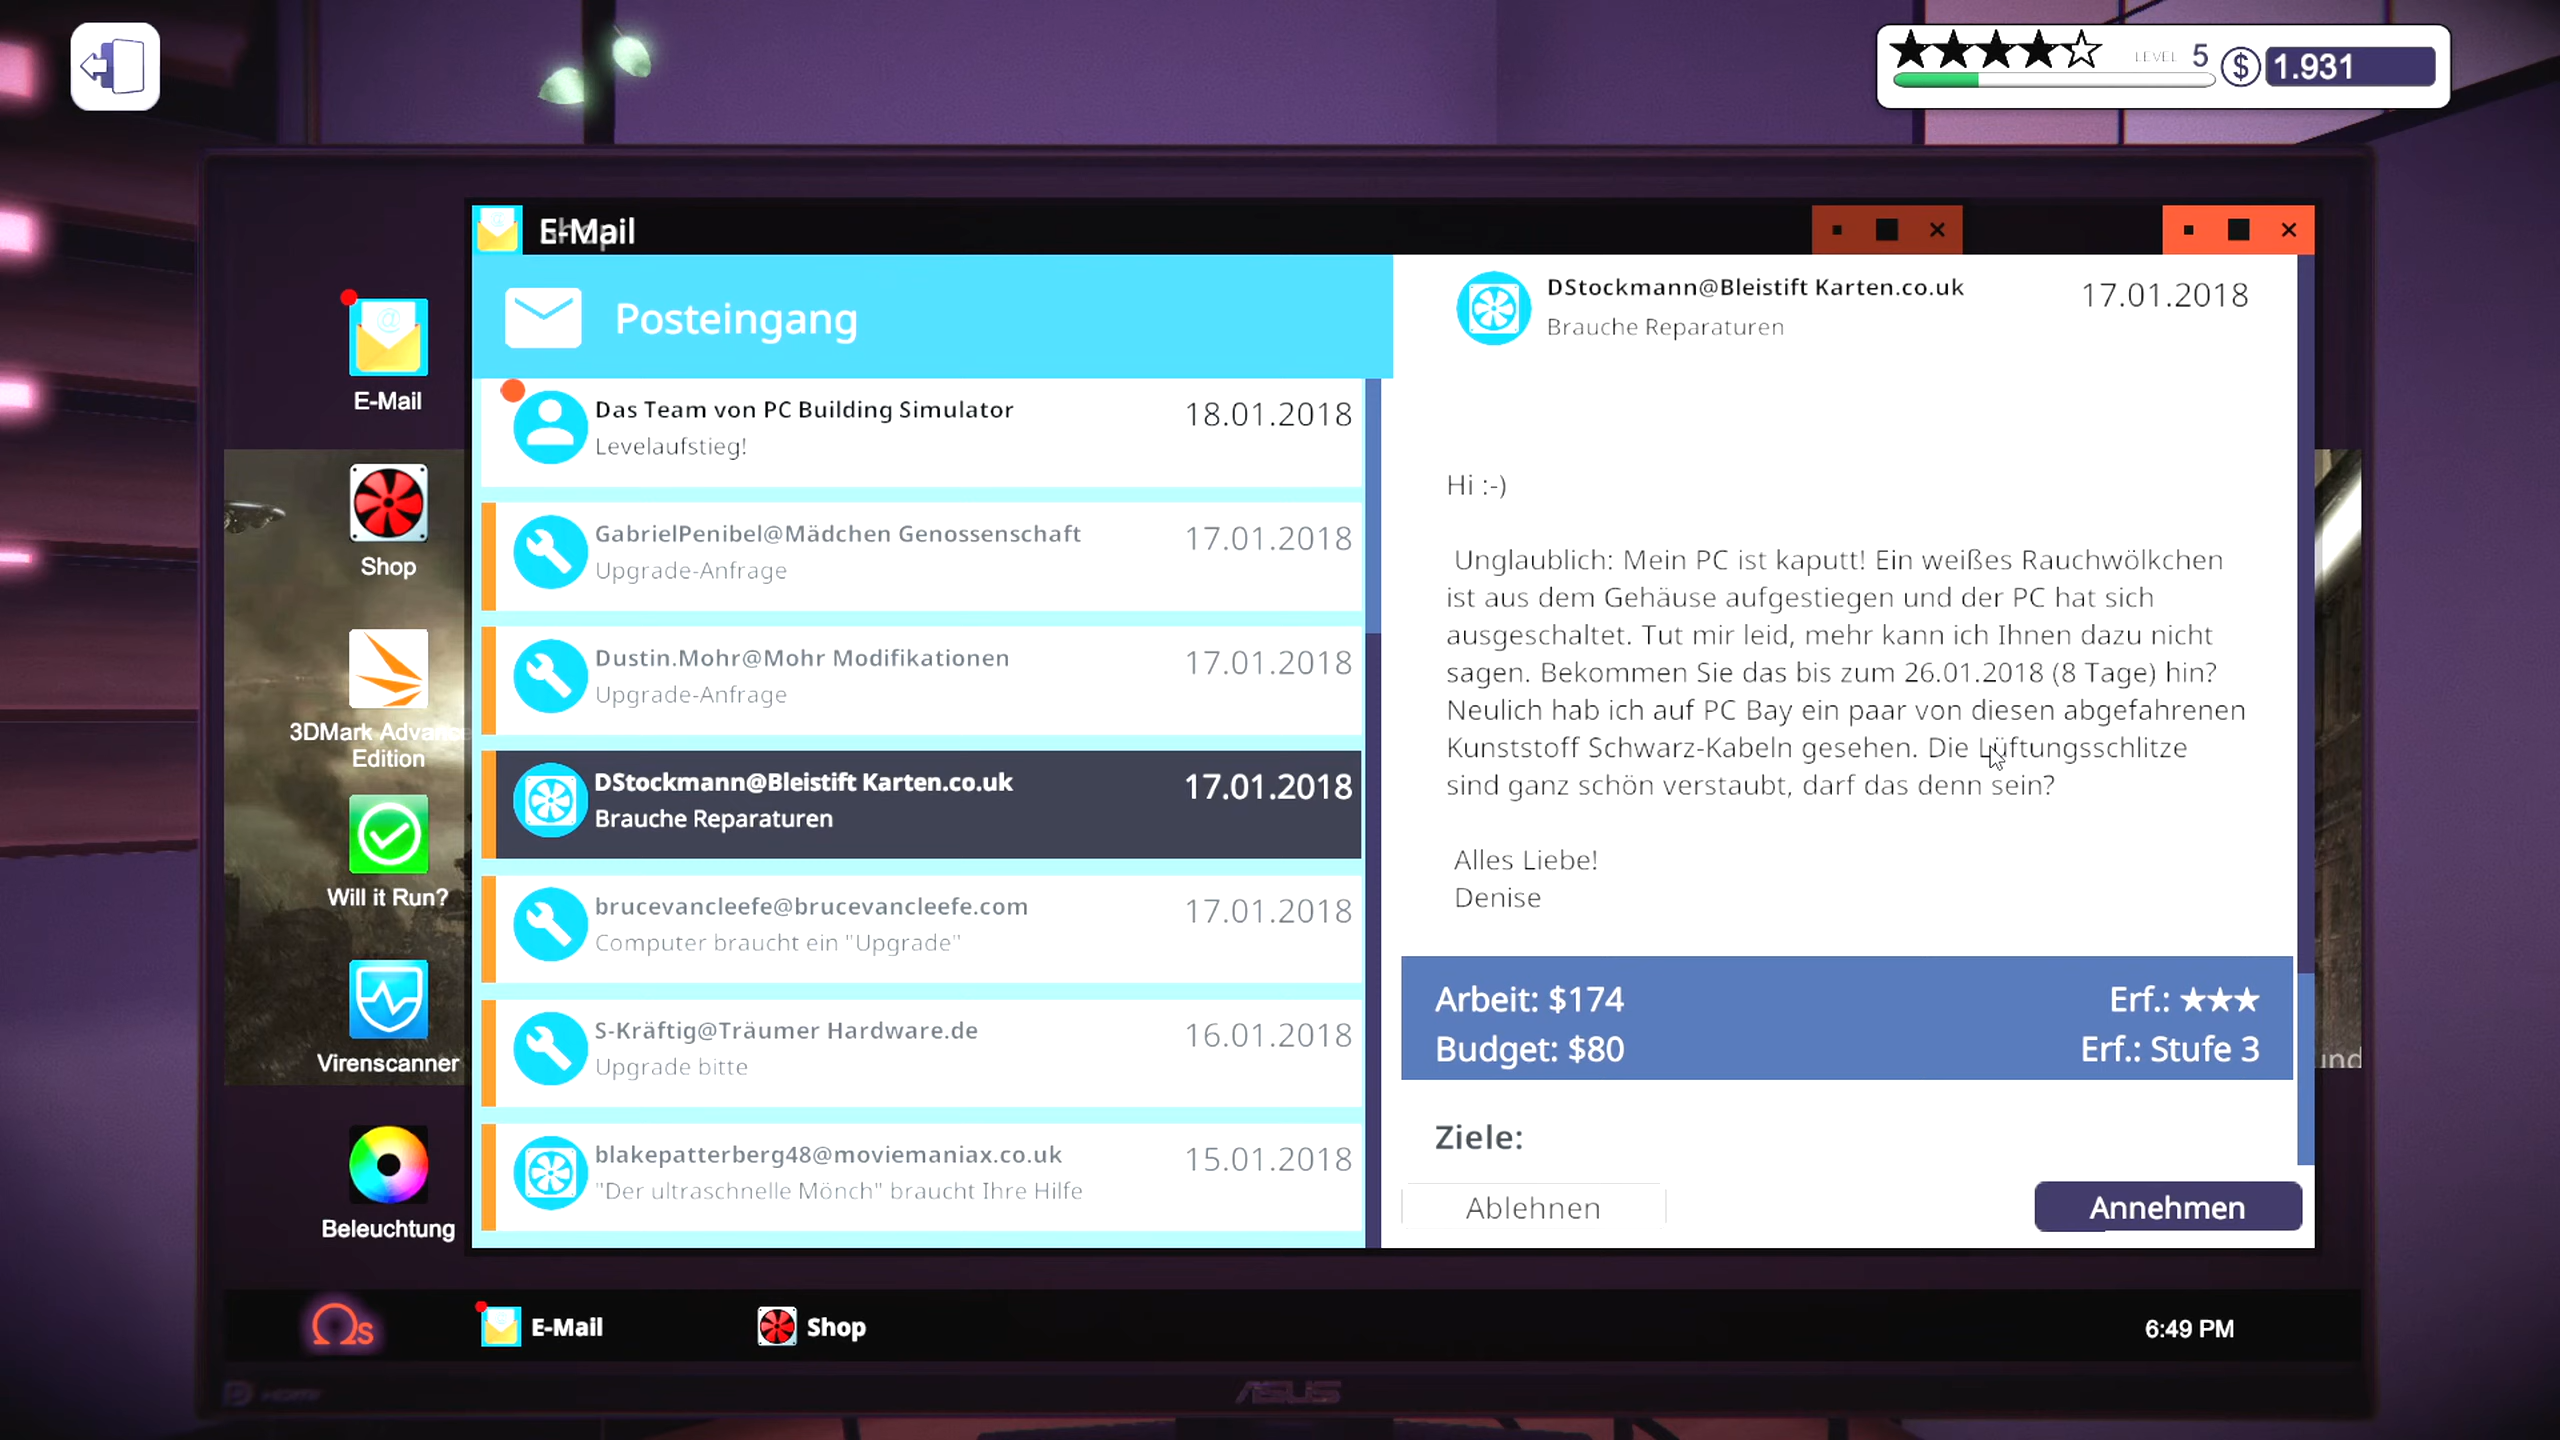 LEVEL 5
$ 1.931
E-Mail
Posteingang
Das Team von PC Building Simulator
18.01.2018
Levelaufstieg!
GabrielPenibel@Mädchen Genossenschaft
17.01.2018
Upgrade-Anfrage
Dustin.Mohr@Mohr Modifikationen
17.01.2018
Upgrade-Anfrage
DStockmann@Bleistift Karten.co.uk
17.01.2018
Brauche Reparaturen
brucevancleefe@brucevancleefe.com
17.01.2018
Computer braucht ein "Upgrade"
S-Kräftig@Träumer Hardware.de
16.01.2018
Upgrade bitte
blakepatterberg48@moviemaniax.co.uk
15.01.2018
"Der ultraschnelle Mönch" braucht Ihre Hilfe
DStockmann@Bleistift Karten.co.uk
17.01.2018
Brauche Reparaturen
Hi :-)
Unglaublich: Mein PC ist kaputt! Ein weißes Rauchwölkchen
ist aus dem Gehäuse aufgestiegen und der PC hat sich
ausgeschaltet. Tut mir leid, mehr kann ich Ihnen dazu nicht
sagen. Bekommen Sie das bis zum 26.01.2018 (8 Tage) hin?
Neulich hab ich auf PC Bay ein paar von diesen abgefahrenen
Kunststoff Schwarz-Kabeln gesehen. Die Lüftungsschlitze
sind ganz schön verstaubt, darf das denn sein?
Alles Liebe!
Denise
Arbeit: $174
Erf.: ★★★
Budget: $80
Erf.: Stufe 3
Ziele:
Ablehnen
Annehmen
E-Mail
Shop
3DMark Advance
Edition
Will it Run?
Virenscanner
Beleuchtung
Ωs
E-Mail
Shop
6:49 PM
HDMI
ASUS